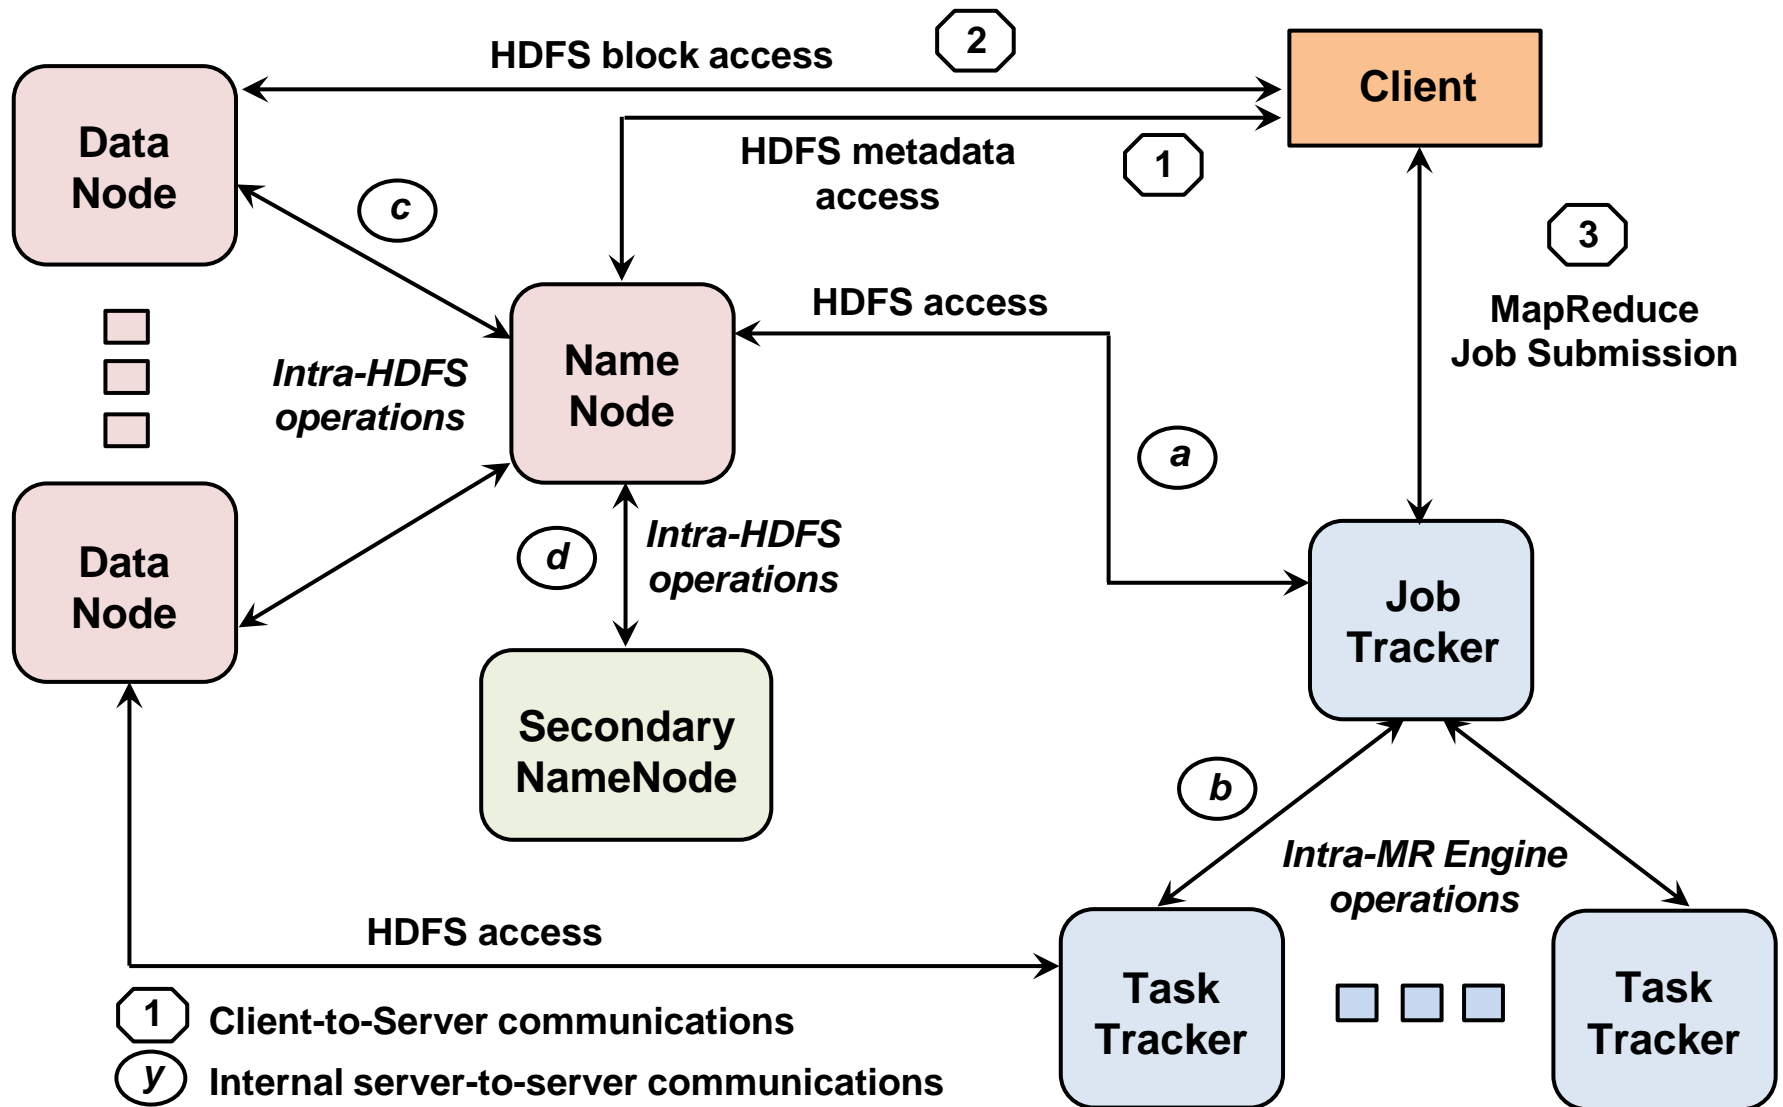 HDFS block access
2
Client
Data
Node
HDFS metadata
access
1
c
3
MapReduce
Job Submission
HDFS access
Name
Node
Intra-HDFS
operations
a
Data
Node
d
Intra-HDFS
operations
Job
Tracker
Secondary
NameNode
b
Intra-MR Engine
operations
HDFS access
Task
Tracker
Task
Tracker
1 Client-to-Server communications
y Internal server-to-server communications